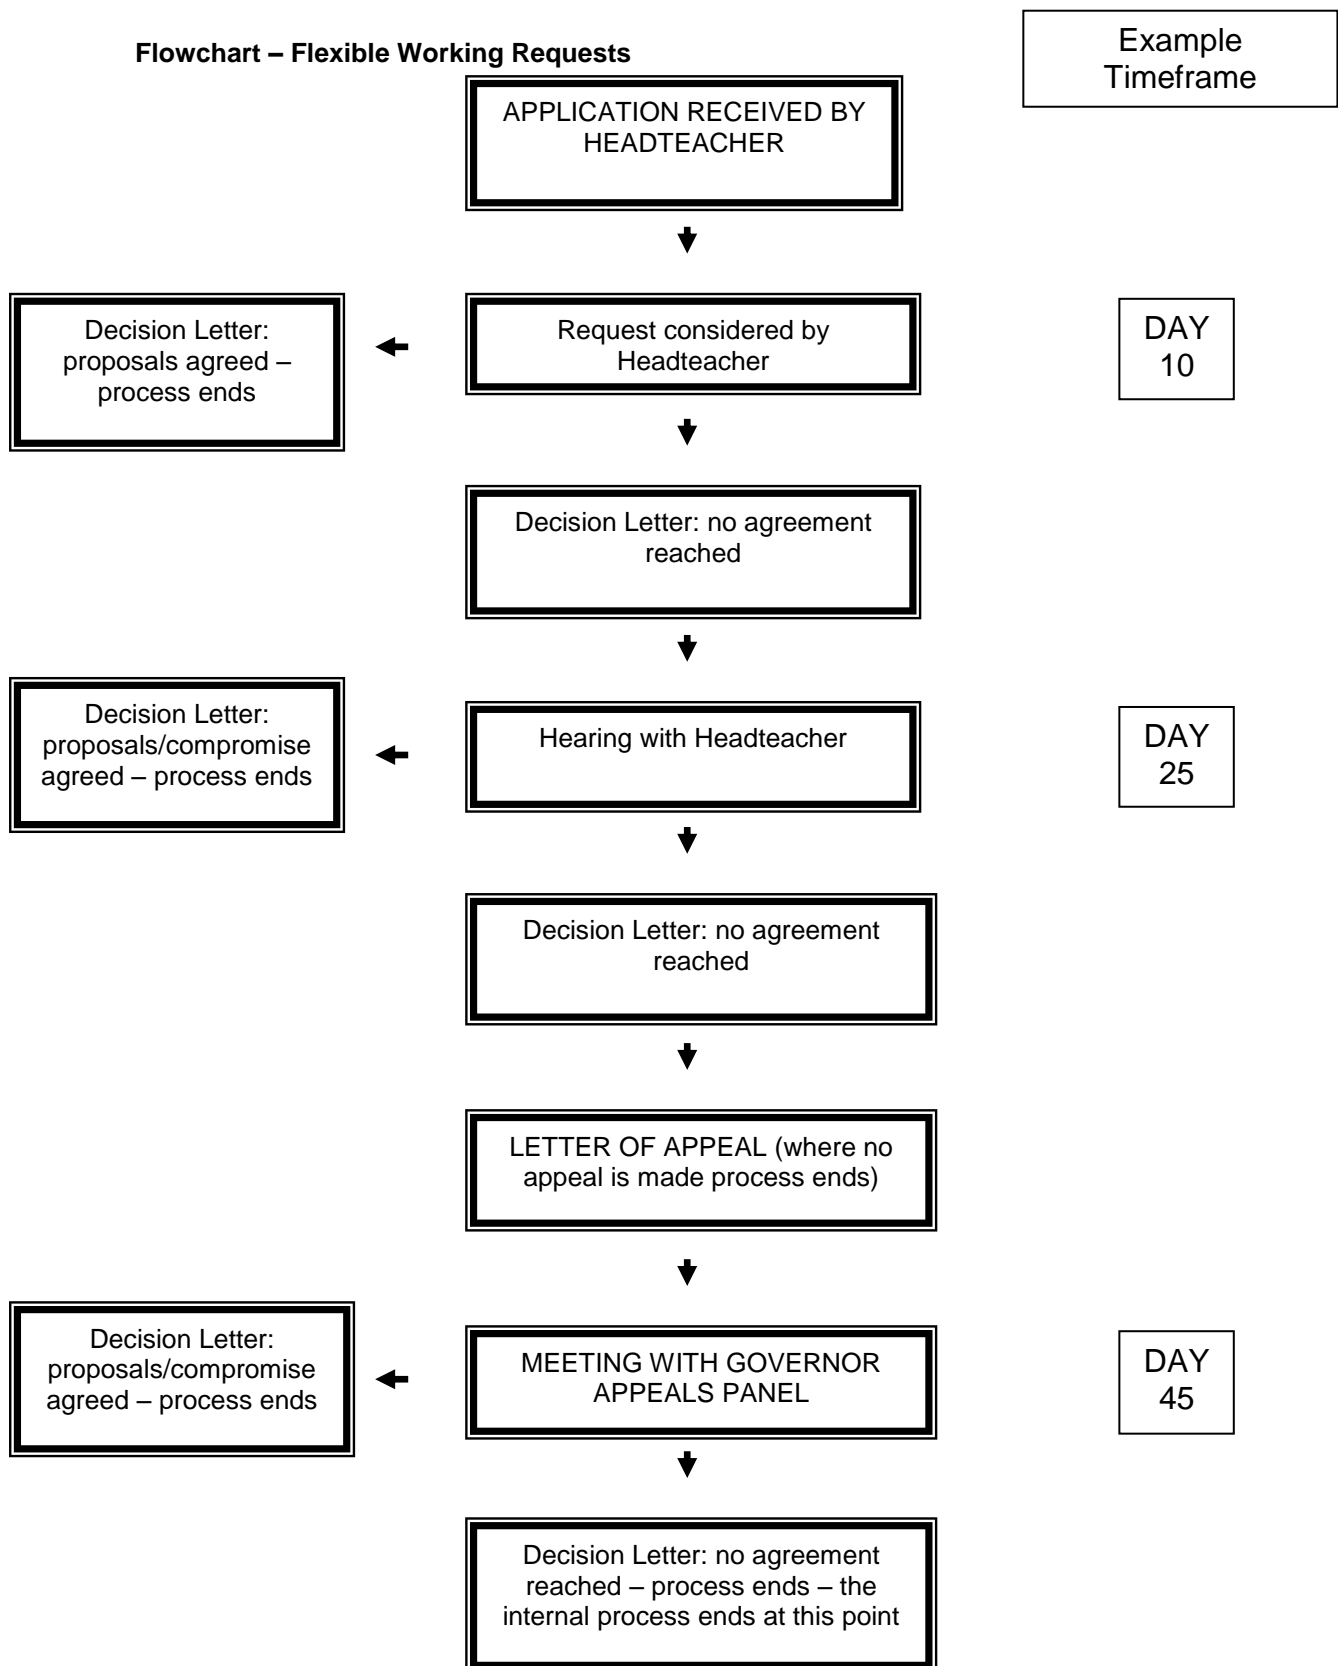 Flowchart – Flexible Working Requests
Example
Timeframe
APPLICATION RECEIVED BY
HEADTEACHER
Decision Letter:
proposals agreed –
process ends
Request considered by
Headteacher
DAY
10
Decision Letter: no agreement
reached
Decision Letter:
proposals/compromise
agreed – process ends
Hearing with Headteacher
DAY
25
Decision Letter: no agreement
reached
LETTER OF APPEAL (where no
appeal is made process ends)
Decision Letter:
proposals/compromise
agreed – process ends
MEETING WITH GOVERNOR
APPEALS PANEL
DAY
45
Decision Letter: no agreement
reached – process ends – the
internal process ends at this point